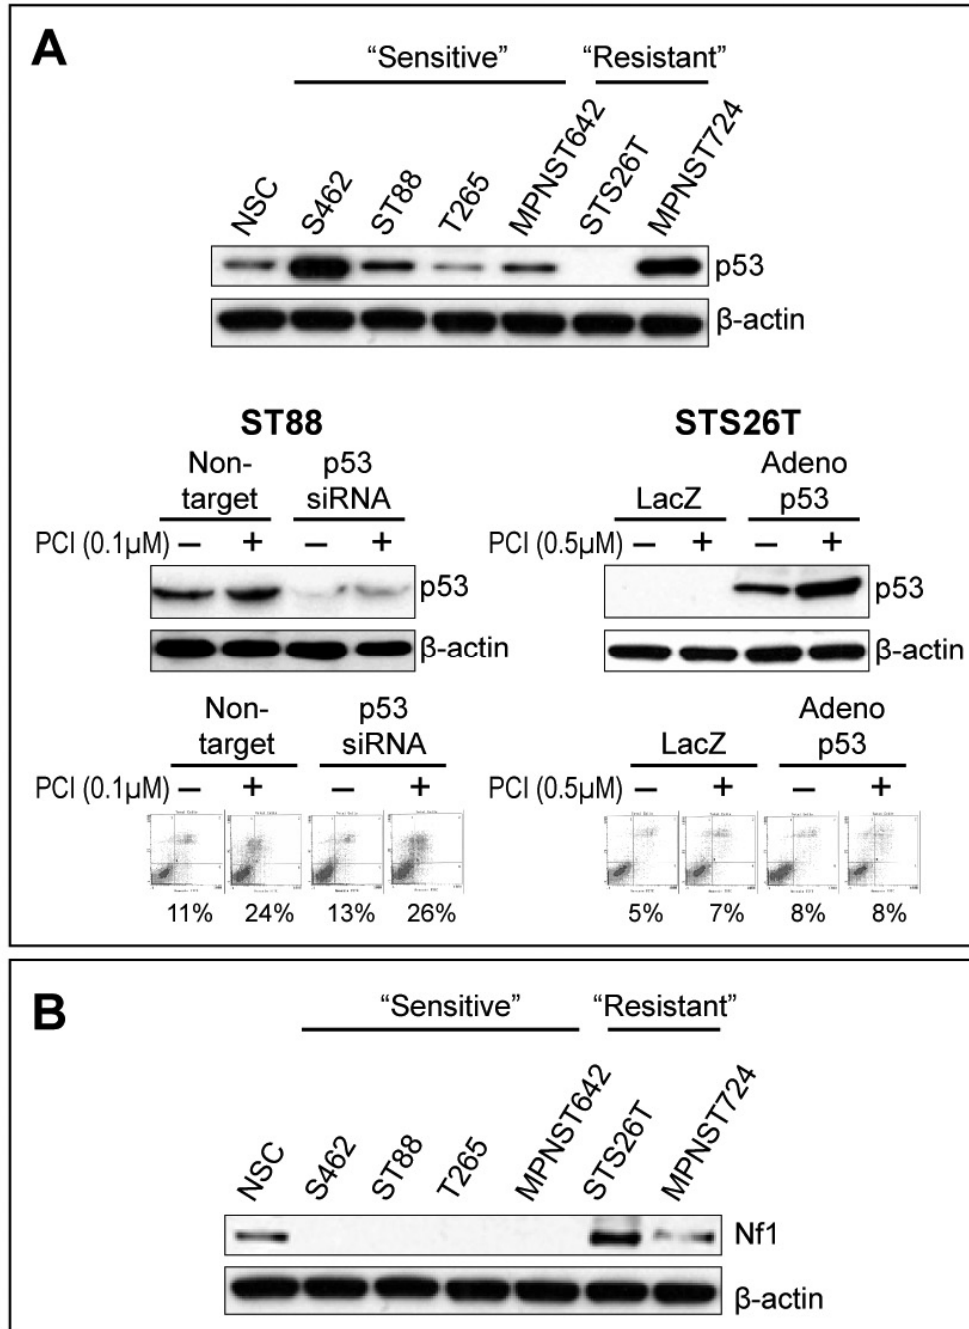 A
“Sensitive” “Resistant”
NSC S462 ST88 T265 MPNST642 STS26T MPNST724
p53
β-actin
ST88
Non-target p53 siRNA
PCI (0.1µM) – + – +
p53
β-actin
Non-target p53 siRNA
PCI (0.1µM) – + – +
11% 24% 13% 26%
STS26T
LacZ Adeno p53
PCI (0.5µM) – + – +
p53
β-actin
LacZ Adeno p53
PCI (0.5µM) – + – +
5% 7% 8% 8%
B
“Sensitive” “Resistant”
NSC S462 ST88 T265 MPNST642 STS26T MPNST724
Nf1
β-actin